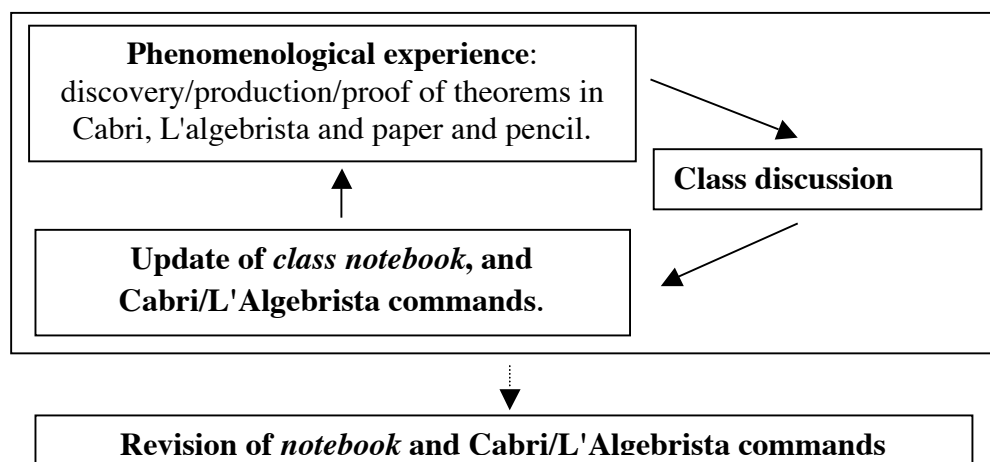 Phenomenological experience:
discovery/production/proof of theorems in
Cabri, L'algebrista and paper and pencil.
Class discussion
Update of class notebook, and
Cabri/L'Algebrista commands.
Revision of notebook and Cabri/L'Algebrista commands